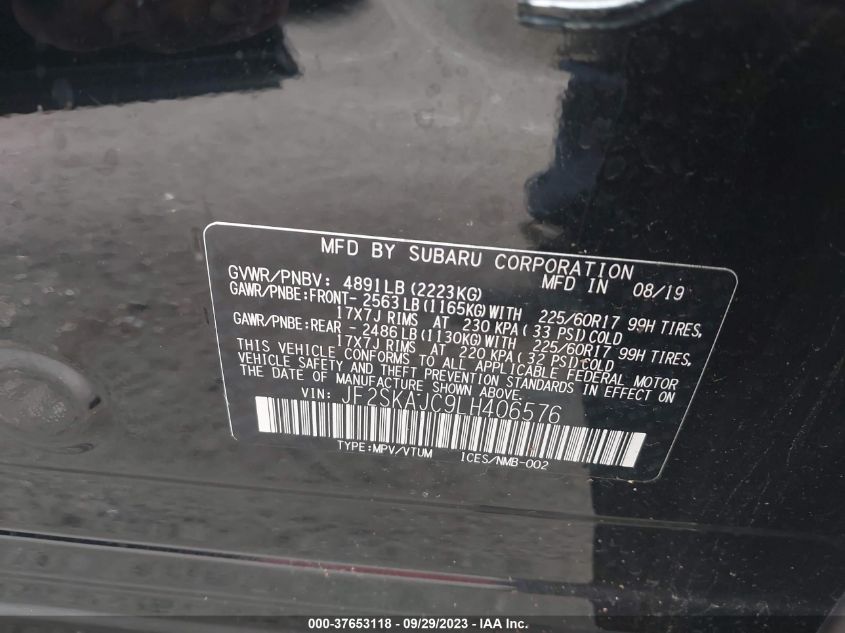 MFD BY SUBARU CORPORATION
GVWR/PNBV: 4891LB (2223KG) MFD IN 08/19
GAWR/PNBE:FRONT- 2563LB(1165KG)WITH 225/60R17 99H TIRES,
17X7J RIMS AT 230 KPA(33 PSI)COLD
GAWR/PNBE:REAR - 2486LB(1130KG)WITH 225/60R17 99H TIRES,
17X7J RIMS AT 220 KPA(32 PSI)COLD
THIS VEHICLE CONFORMS TO ALL APPLICABLE FEDERAL MOTOR
VEHICLE SAFETY AND THEFT PREVENTION STANDARDS IN EFFECT ON
THE DATE OF MANUFACTURE SHOWN ABOVE.
VIN: JF2SKAJC9LH406576
TYPE:MPV/VTUM ICES/NMB-002
000-37653118 - 09/29/2023 - IAA Inc.